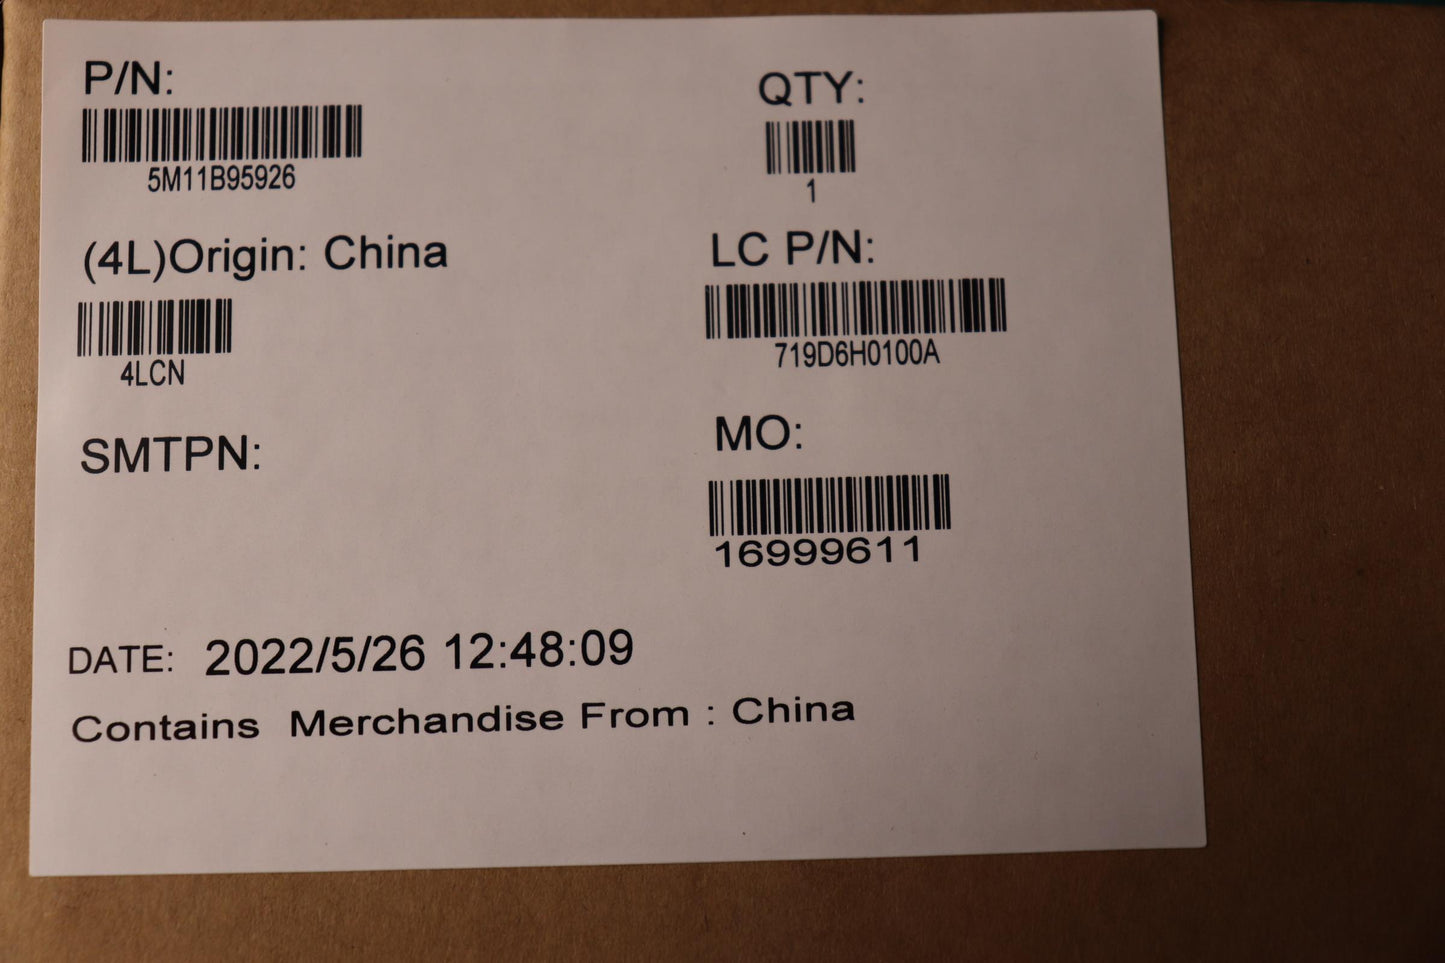 P/N:
5M11B95926
QTY:
1
(4L)Origin: China
4LCN
LC P/N:
719D6H0100A
SMTPN:
MO:
16999611
DATE: 2022/5/26 12:48:09
Contains Merchandise From : China